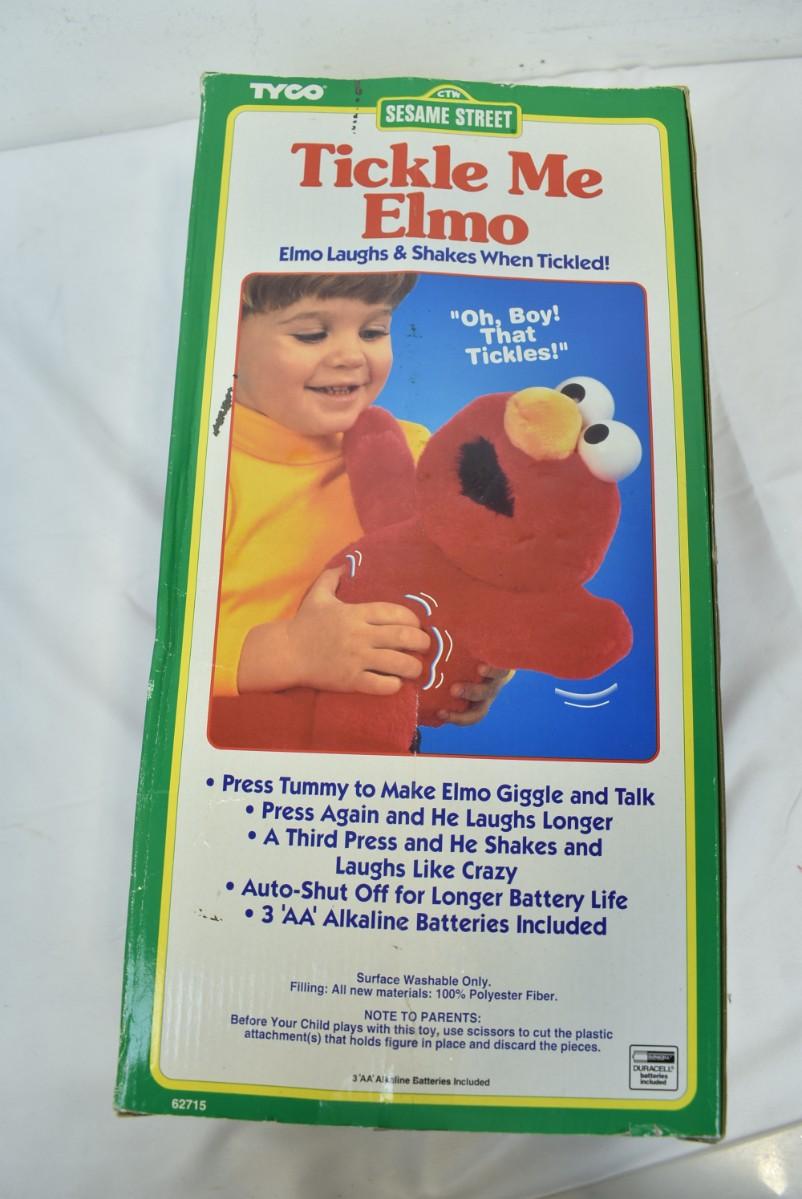 TYCO®
CTW
SESAME STREET
Tickle Me
Elmo
Elmo Laughs & Shakes When Tickled!
"Oh, Boy!
That
Tickles!"
• Press Tummy to Make Elmo Giggle and Talk
• Press Again and He Laughs Longer
• A Third Press and He Shakes and
Laughs Like Crazy
• Auto-Shut Off for Longer Battery Life
• 3 'AA' Alkaline Batteries Included
Surface Washable Only.
Filling: All new materials: 100% Polyester Fiber.
NOTE TO PARENTS:
Before Your Child plays with this toy, use scissors to cut the plastic
attachment(s) that holds figure in place and discard the pieces.
3 'AA' Alkaline Batteries Included
DURACELL
DURACELL®
batteries
included
62715